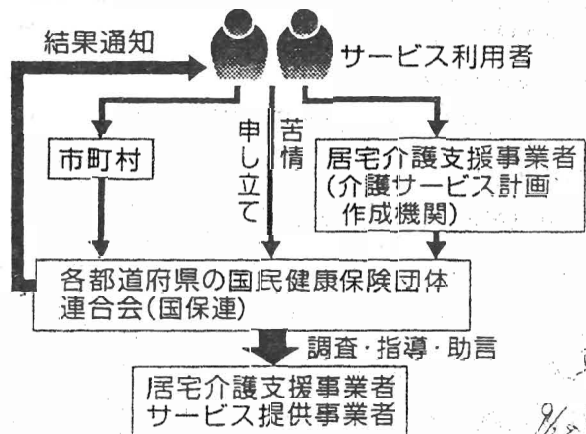 結果通知
サービス利用者
市町村
苦情
申し立て
居宅介護支援事業者
(介護サービス計画
作成機関)
各都道府県の国民健康保険団体
連合会(国保連)
調査・指導・助言
居宅介護支援事業者
サービス提供事業者